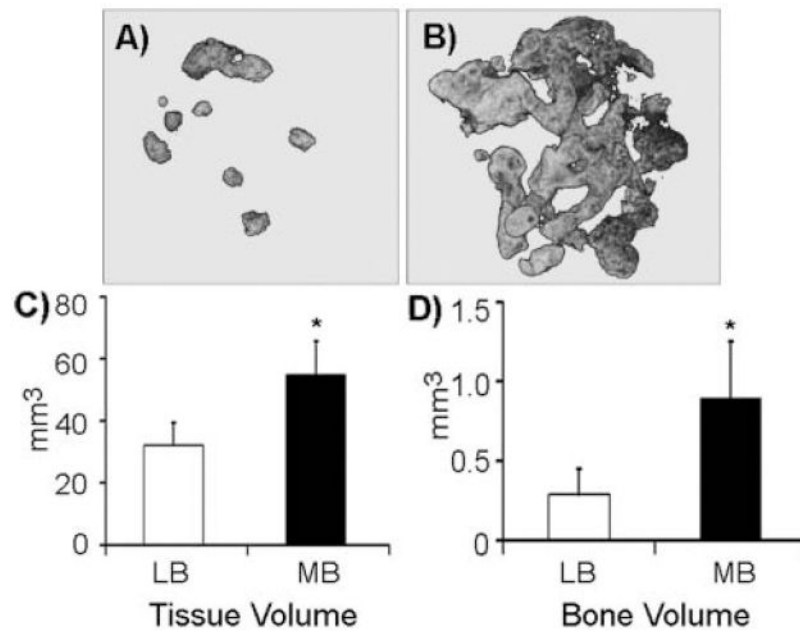 A)
B)
C)
80
60
40
20
0
mm3
*
LB
MB
Tissue Volume
D)
1.5
1.0
0.5
0
mm3
*
LB
MB
Bone Volume